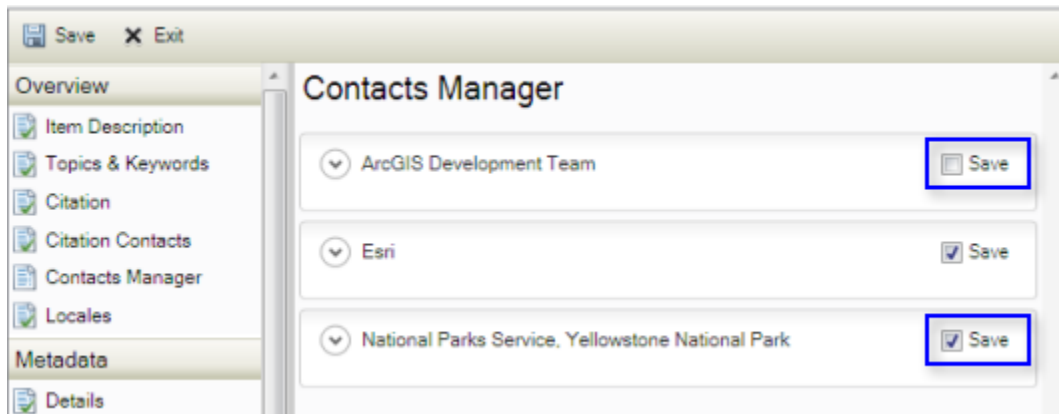 Save Exit
Overview
Item Description
Topics & Keywords
Citation
Citation Contacts
Contacts Manager
Locales
Metadata
Details
Contacts Manager
ArcGIS Development Team Save
Esri Save
National Parks Service, Yellowstone National Park Save